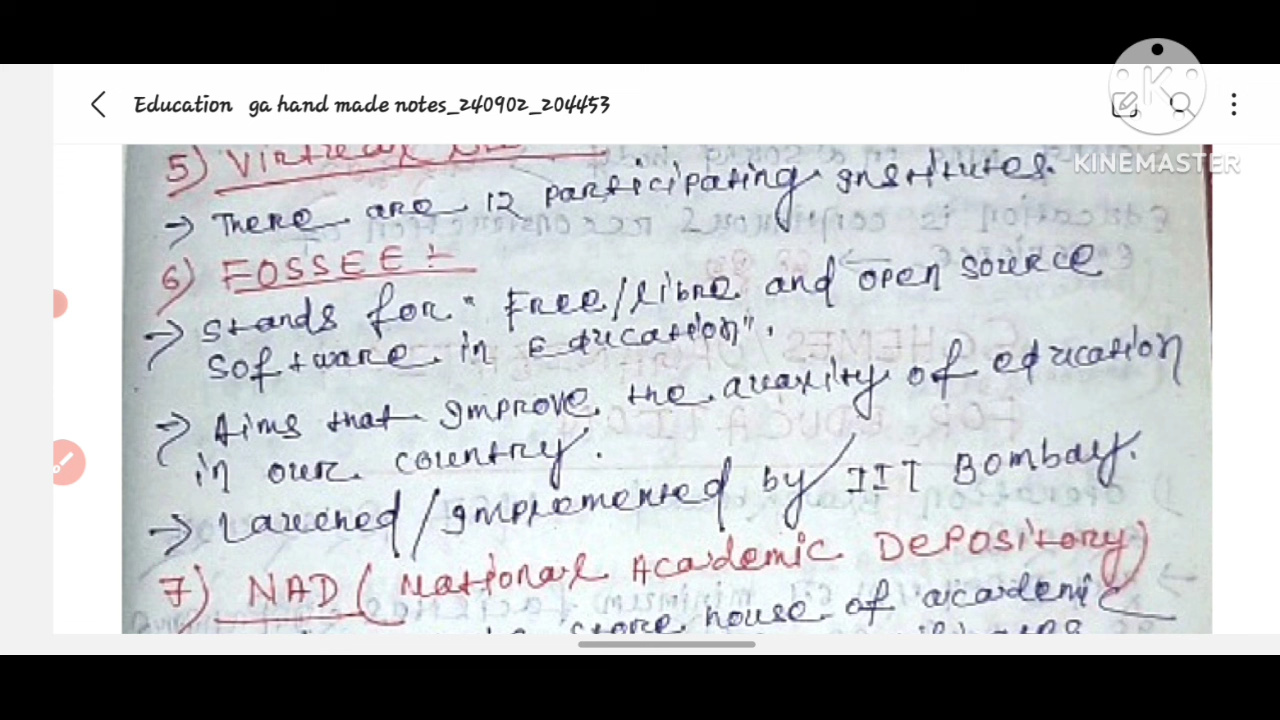 Education ga hand made notes_240902_204453
KINEMASTER
5) Virtual
→ There are 12 participating institutes.
6) FOSSEE :-
→ Stands for "Free/libre and open source
software in Education".
→ Aims that improve the quality of education
in our country.
→ Launched/Implemented by IIT Bombay.
7) NAD (National Academic Depository)
store house of academic